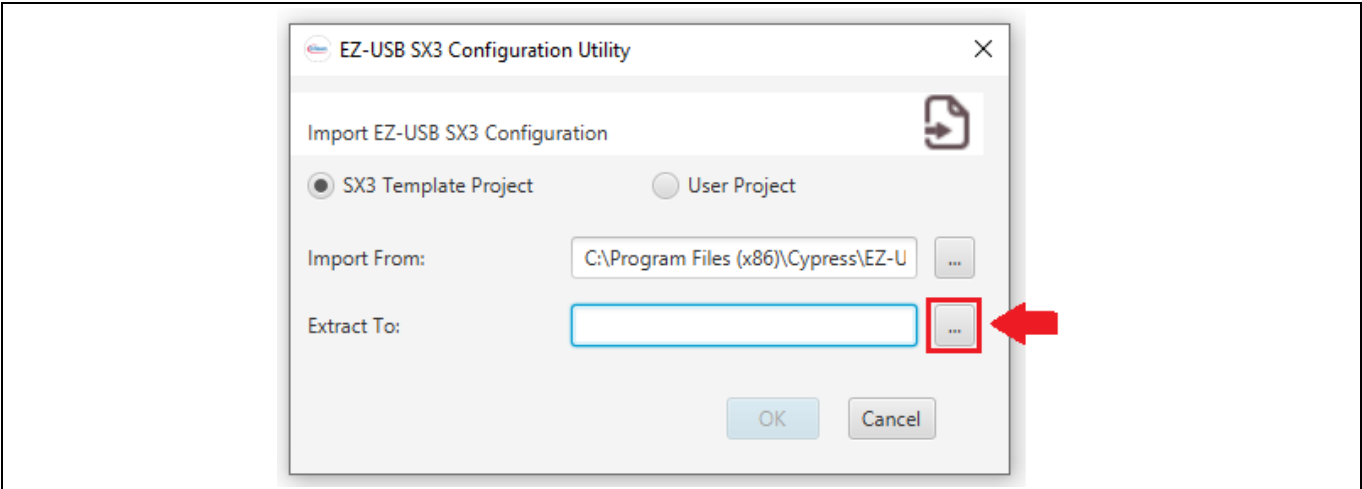 EZ-USB SX3 Configuration Utility
Import EZ-USB SX3 Configuration
SX3 Template Project User Project
Import From: C:\Program Files (x86)\Cypress\EZ-U ...
Extract To: ...
OK Cancel